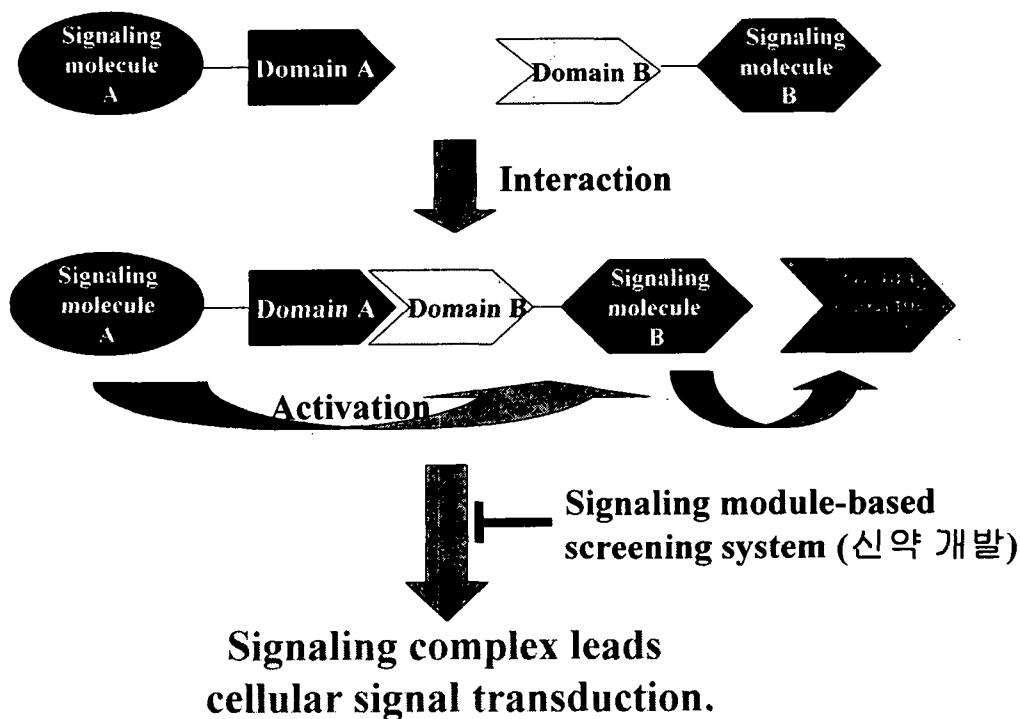 Signaling
molecule
A
Domain A
Domain B
Signaling
molecule
B
Interaction
Signaling
molecule
A
Domain A
Domain B
Signaling
molecule
B
Activation
Signaling module-based
screening system (신약 개발)
Signaling complex leads
cellular signal transduction.